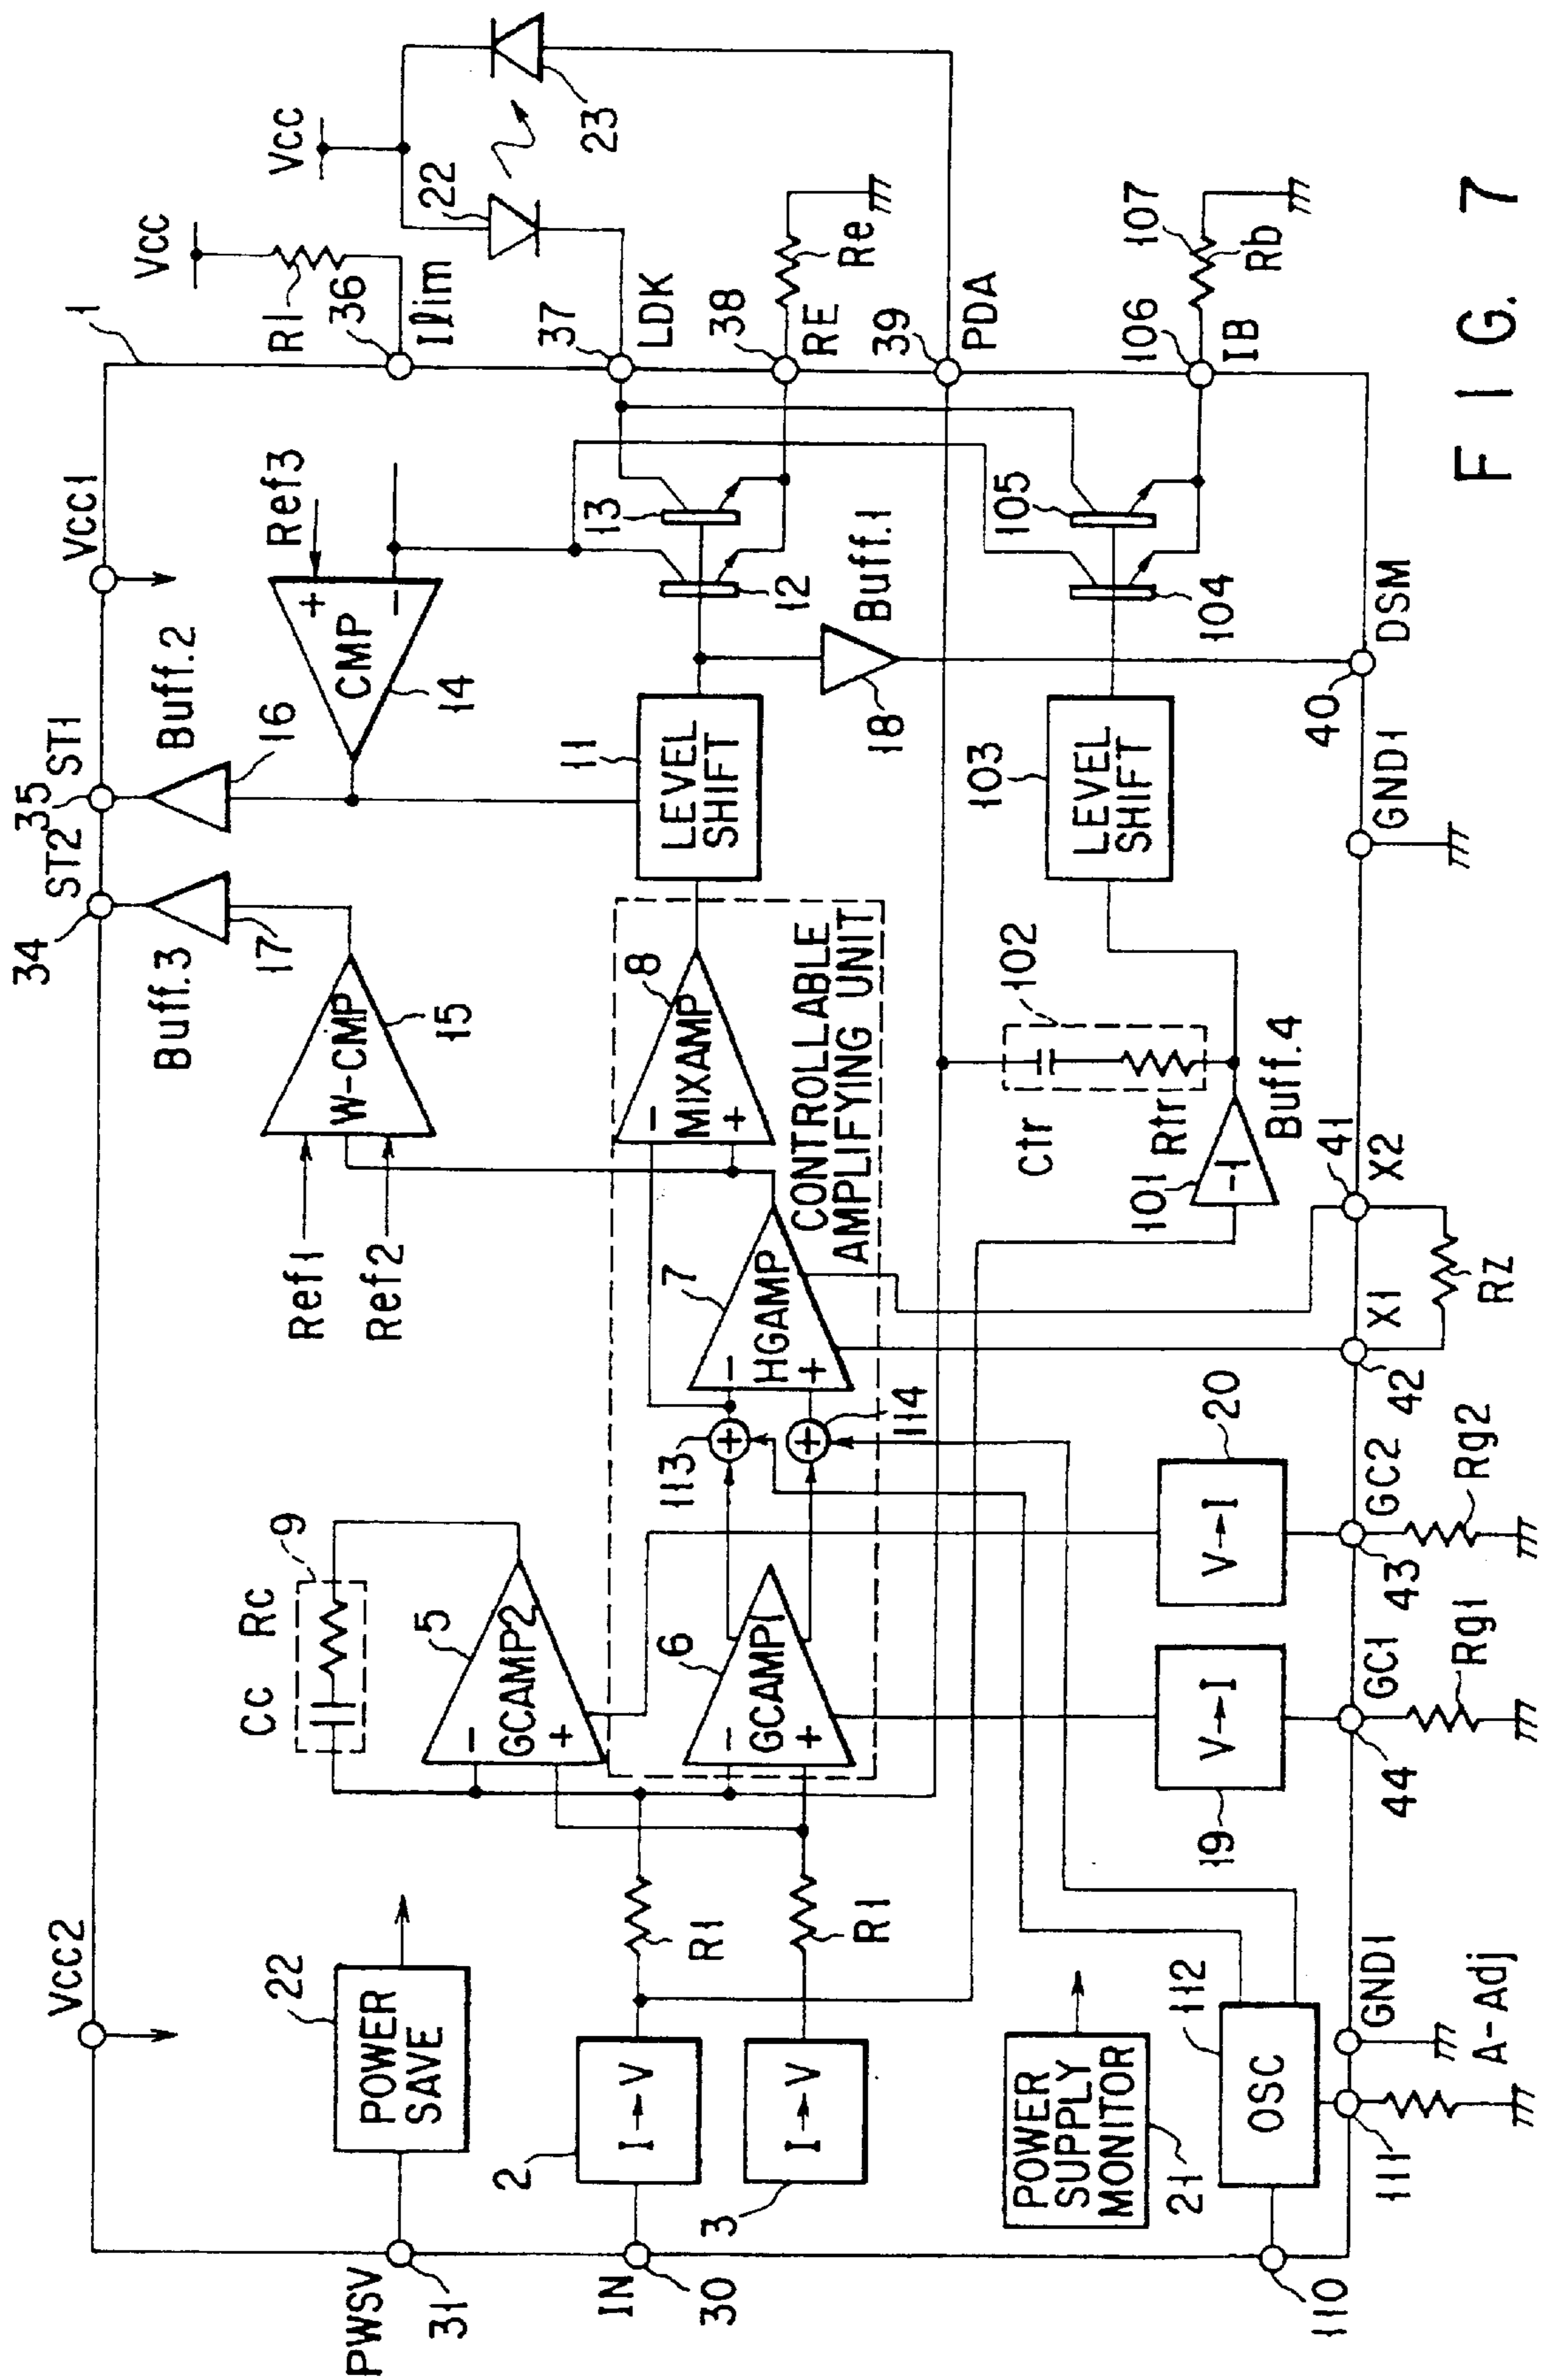 Vcc2
34
ST2
35
ST1
Vcc1
1
Vcc
R1
36
Iℓim
Vcc
22
23
37
LDK
38
RE
Re
39
PDA
106
IB
107
Rb
PWSV
31
POWER
SAVE
22
IN
30
2
I→V
3
I→V
R1
R1
Cc
Rc
9
GCAMP2
5
-
+
GCAMP1
6
-
+
113
+
114
+
HGAMP
7
-
+
MIXAMP
8
-
+
CONTROLLABLE
AMPLIFYING UNIT
Ref1
Ref2
W-CMP
15
Buff.3
17
Buff.2
16
CMP
14
+
-
Ref3
11
LEVEL
SHIFT
12
13
Buff.1
18
102
Ctr
Rtr
101
-1
Buff.4
103
LEVEL
SHIFT
104
105
POWER
SUPPLY
MONITOR
21
OSC
112
110
111
A-Adj
GND1
19
V→I
44
GC1
Rg1
20
V→I
43
GC2
Rg2
42
X1
41
X2
RZ
GND1
40
DSM
FIG. 7